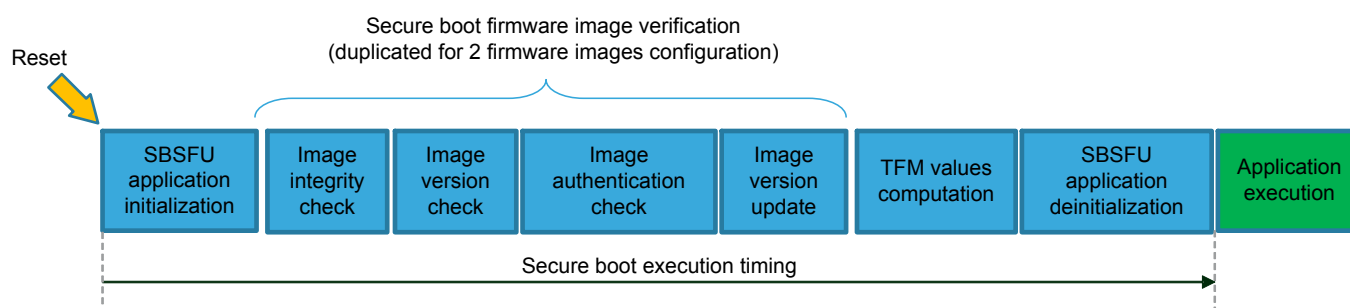 Secure boot firmware image verification
(duplicated for 2 firmware images configuration)
Reset
SBSFU
application
initialization
Image
integrity
check
Image
version
check
Image
authentication
check
Image
version
update
TFM values
computation
SBSFU
application
deinitialization
Application
execution
Secure boot execution timing